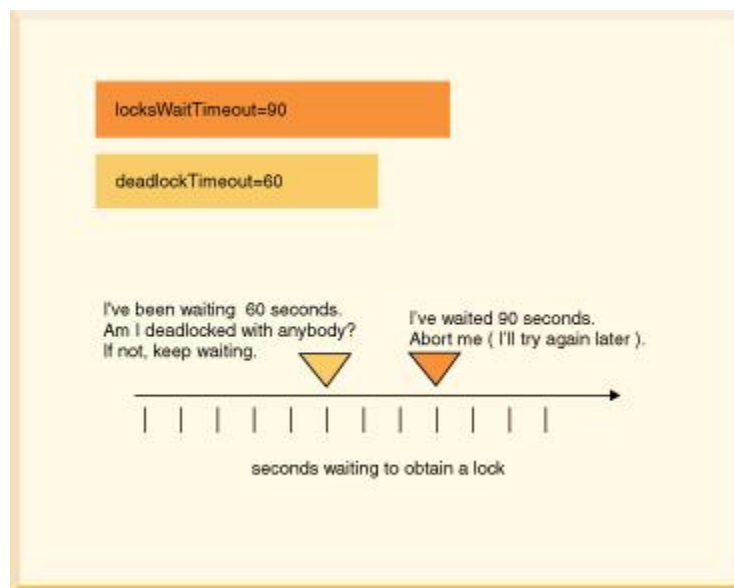 locksWaitTimeout=90
deadlockTimeout=60
I've been waiting 60 seconds.
Am I deadlocked with anybody?
If not, keep waiting.
I've waited 90 seconds.
Abort me ( I'll try again later ).
seconds waiting to obtain a lock